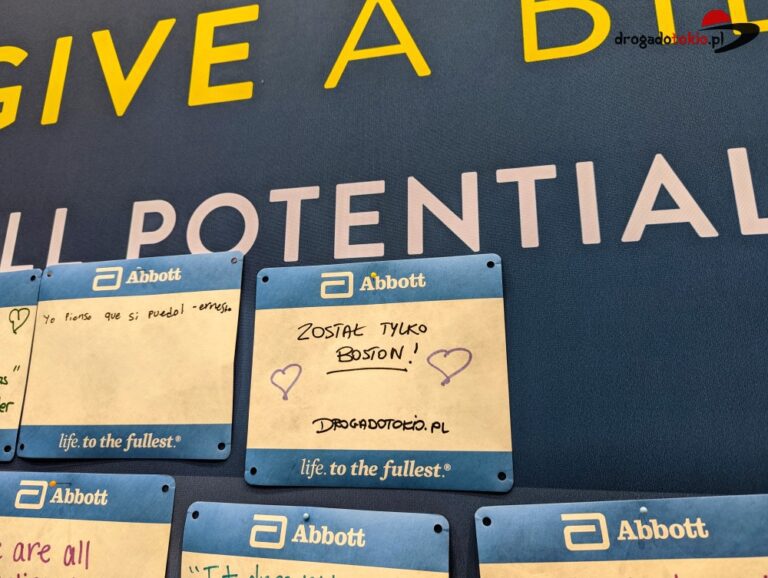 drogadotokio.pl
GIVE A
POTENTIAL
Abbott
Yo Pienso que si puedo! -ernesto
life. to the fullest.®
Abbott
ZOSTAŁ TYLKO
BOSTON!
DROGADOTOKIO.PL
life. to the fullest.®
Abbott
are all
Abbott
Abbott